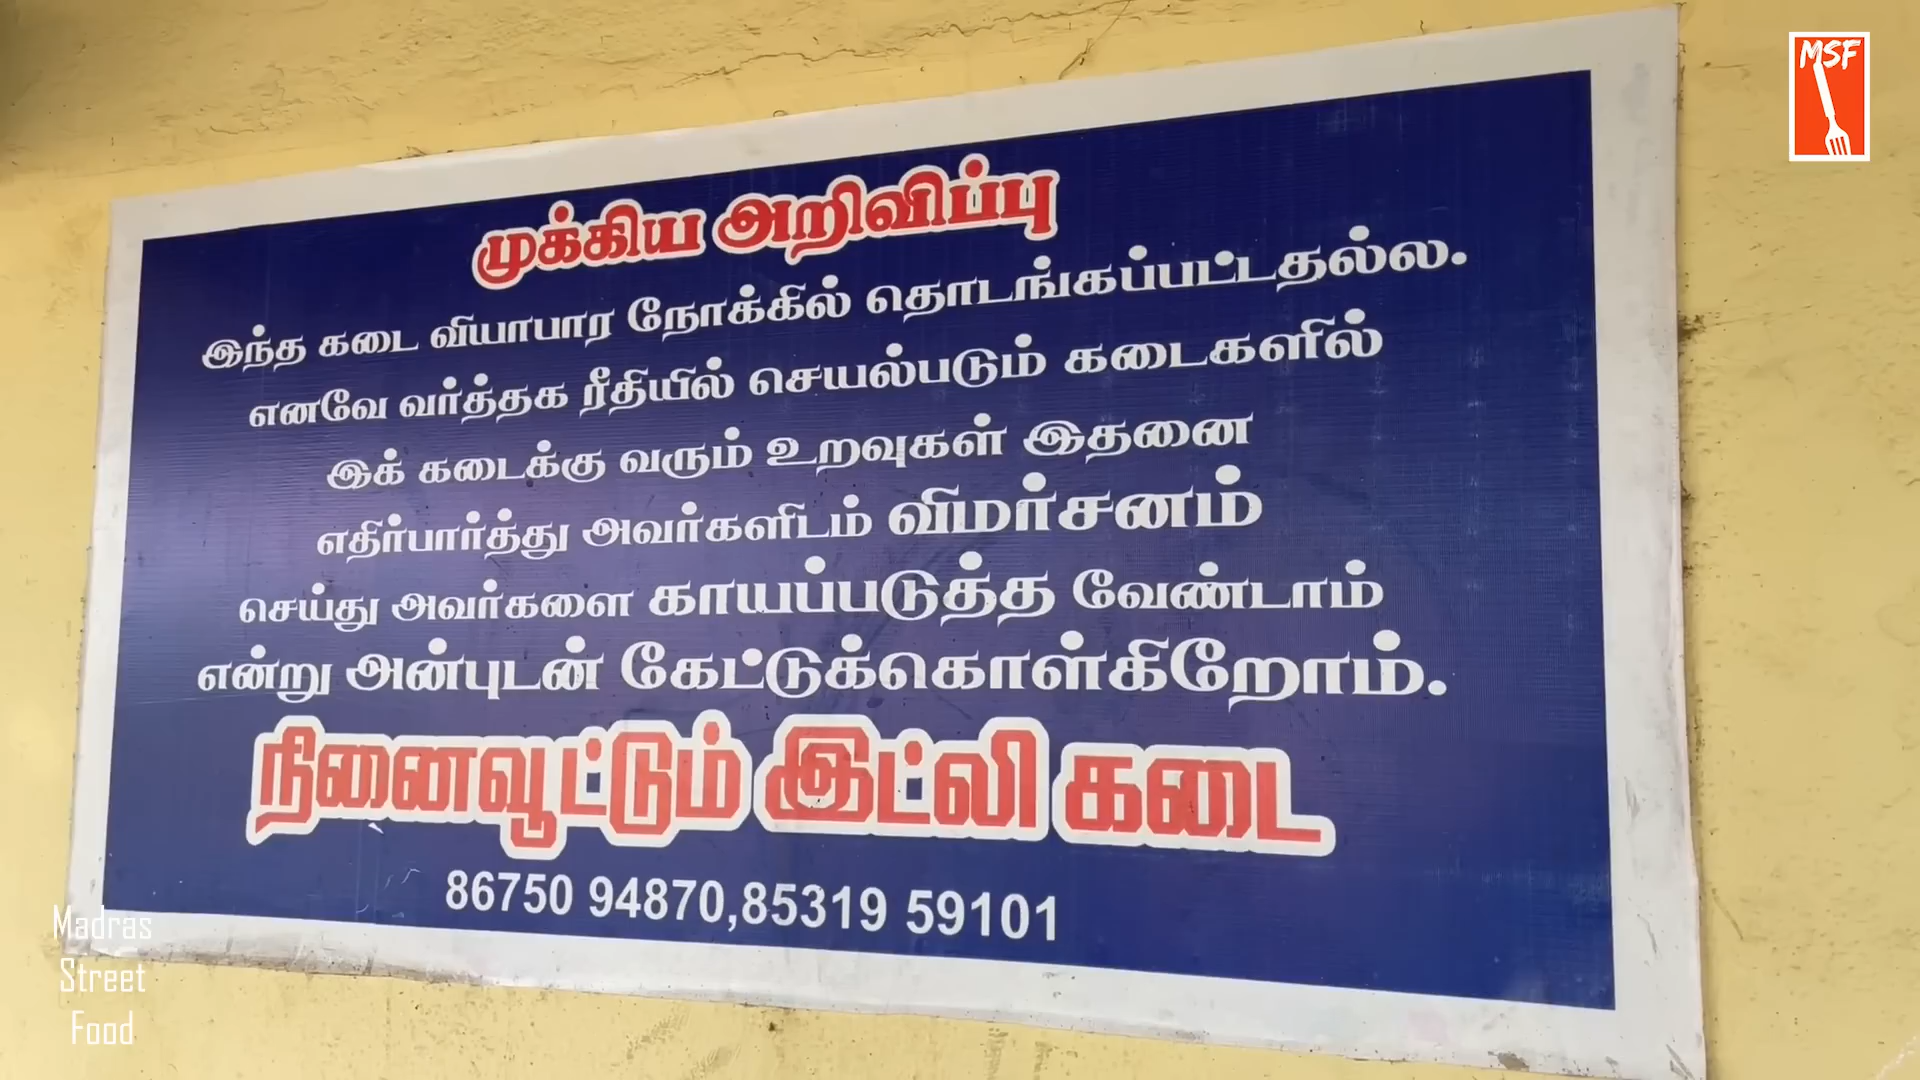 MSF
முக்கிய அறிவிப்பு
இந்த கடை வியாபார நோக்கில் தொடங்கப்பட்டதல்ல.
எனவே வர்த்தக ரீதியில் செயல்படும் கடைகளில்
இக் கடைக்கு வரும் உறவுகள் இதனை
எதிர்பார்த்து அவர்களிடம் விமர்சனம்
செய்து அவர்களை காயப்படுத்த வேண்டாம்
என்று அன்புடன் கேட்டுக்கொள்கிறோம்.
நினைவூட்டும் இட்லி கடை
86750 94870,85319 59101
Madras
Street
Food